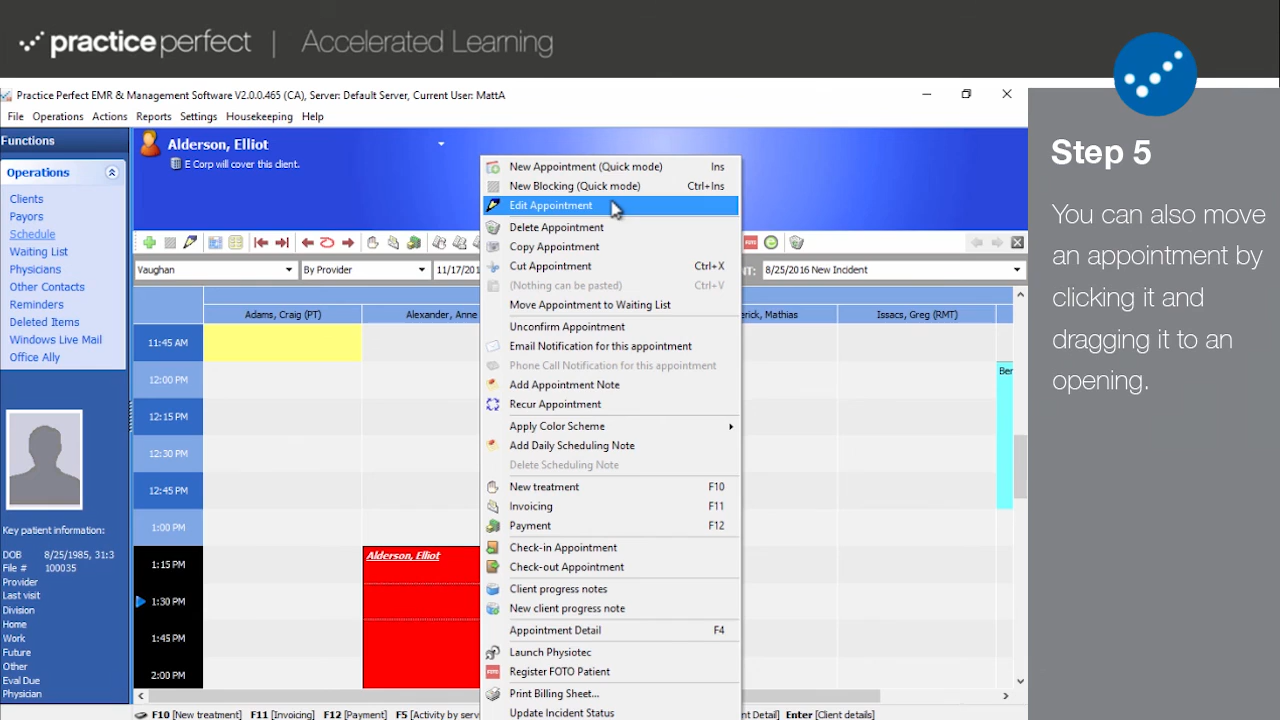 practiceperfect | Accelerated Learning
Practice Perfect EMR & Management Software V2.0.0.465 (CA), Server: Default Server, Current User: MattA
File Operations Actions Reports Settings Housekeeping Help
Functions
Operations
Clients
Payors
Schedule
Waiting List
Physicians
Other Contacts
Reminders
Deleted Items
Windows Live Mail
Office Ally
Key patient information:
DOB 8/25/1985, 31:3
File # 100035
Provider
Last visit
Division
Home
Work
Future
Other
Eval Due
Physician
Alderson, Elliot
E Corp will cover this client.
Vaughan By Provider 8/25/2016 New Incident
Adams, Craig (PT) Alexander, Anne Mathias Issacs, Greg (RMT)
11:45 AM
12:00 PM
12:15 PM
12:30 PM
12:45 PM
1:00 PM
1:15 PM
1:30 PM
1:45 PM
2:00 PM
Alderson, Elliot
New Appointment (Quick mode) Ins
New Blocking (Quick mode) Ctrl+Ins
Edit Appointment
Delete Appointment
Copy Appointment
Cut Appointment Ctrl+X
(Nothing can be pasted) Ctrl+V
Move Appointment to Waiting List
Unconfirm Appointment
Email Notification for this appointment
Phone Call Notification for this appointment
Add Appointment Note
Recur Appointment
Apply Color Scheme
Add Daily Scheduling Note
Delete Scheduling Note
New treatment F10
Invoicing F11
Payment F12
Check-in Appointment
Check-out Appointment
Client progress notes
New client progress note
Appointment Detail F4
Launch Physiotec
Register FOTO Patient
Print Billing Sheet...
Update Incident Status
F10 [New treatment] F11 [Invoicing] F12 [Payment] F5 [Activity by serv Detail] Enter [Client details]
Step 5
You can also move
an appointment by
clicking it and
dragging it to an
opening.